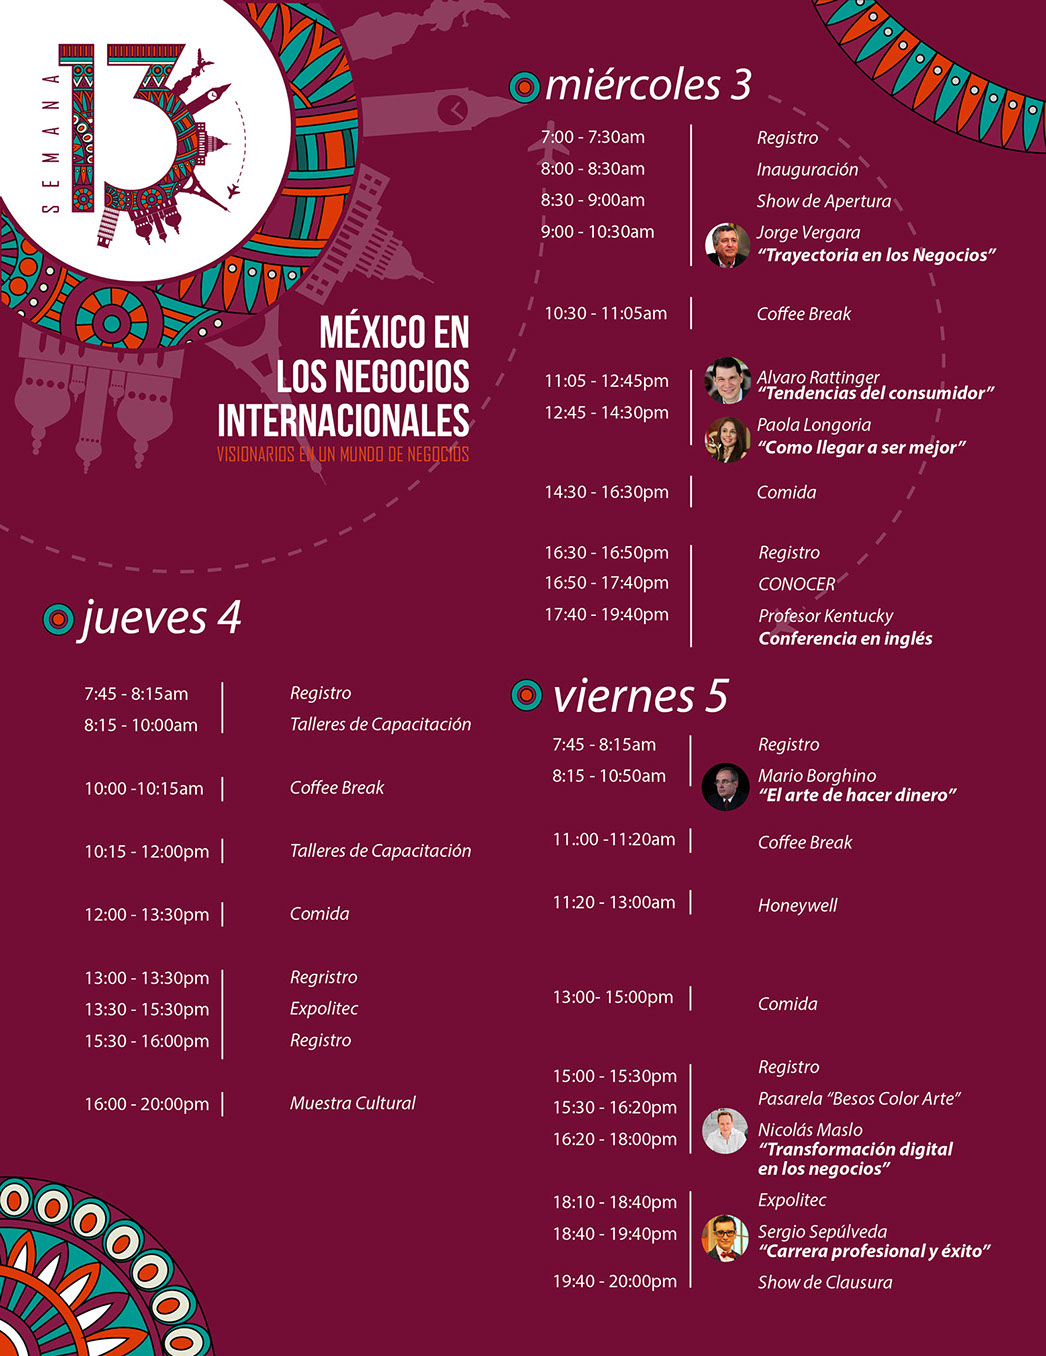 SEMANA
13
MÉXICO EN
LOS NEGOCIOS
INTERNACIONALES
VISIONARIOS EN UN MUNDO DE NEGOCIOS
miércoles 3
7:00 - 7:30am Registro
8:00 - 8:30am Inauguración
8:30 - 9:00am Show de Apertura
9:00 - 10:30am Jorge Vergara
“Trayectoria en los Negocios”
10:30 - 11:05am Coffee Break
11:05 - 12:45pm Alvaro Rattinger
“Tendencias del consumidor”
12:45 - 14:30pm Paola Longoria
“Como llegar a ser mejor”
14:30 - 16:30pm Comida
16:30 - 16:50pm Registro
16:50 - 17:40pm CONOCER
17:40 - 19:40pm Profesor Kentucky
Conferencia en inglés
jueves 4
7:45 - 8:15am Registro
8:15 - 10:00am Talleres de Capacitación
10:00 -10:15am Coffee Break
10:15 - 12:00pm Talleres de Capacitación
12:00 - 13:30pm Comida
13:00 - 13:30pm Regristro
13:30 - 15:30pm Expolitec
15:30 - 16:00pm Registro
16:00 - 20:00pm Muestra Cultural
viernes 5
7:45 - 8:15am Registro
8:15 - 10:50am Mario Borghino
“El arte de hacer dinero”
11.:00 -11:20am Coffee Break
11:20 - 13:00am Honeywell
13:00- 15:00pm Comida
15:00 - 15:30pm Registro
15:30 - 16:20pm Pasarela “Besos Color Arte”
16:20 - 18:00pm Nicolás Maslo
“Transformación digital
en los negocios”
18:10 - 18:40pm Expolitec
18:40 - 19:40pm Sergio Sepúlveda
“Carrera profesional y éxito”
19:40 - 20:00pm Show de Clausura